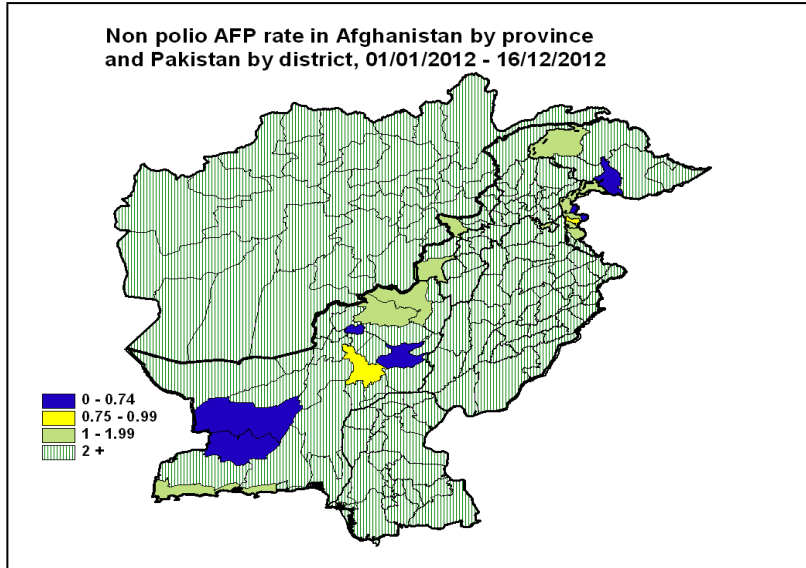 Non polio AFP rate in Afghanistan by province
and Pakistan by district, 01/01/2012 - 16/12/2012
0 - 0.74
0.75 - 0.99
1 - 1.99
2 +